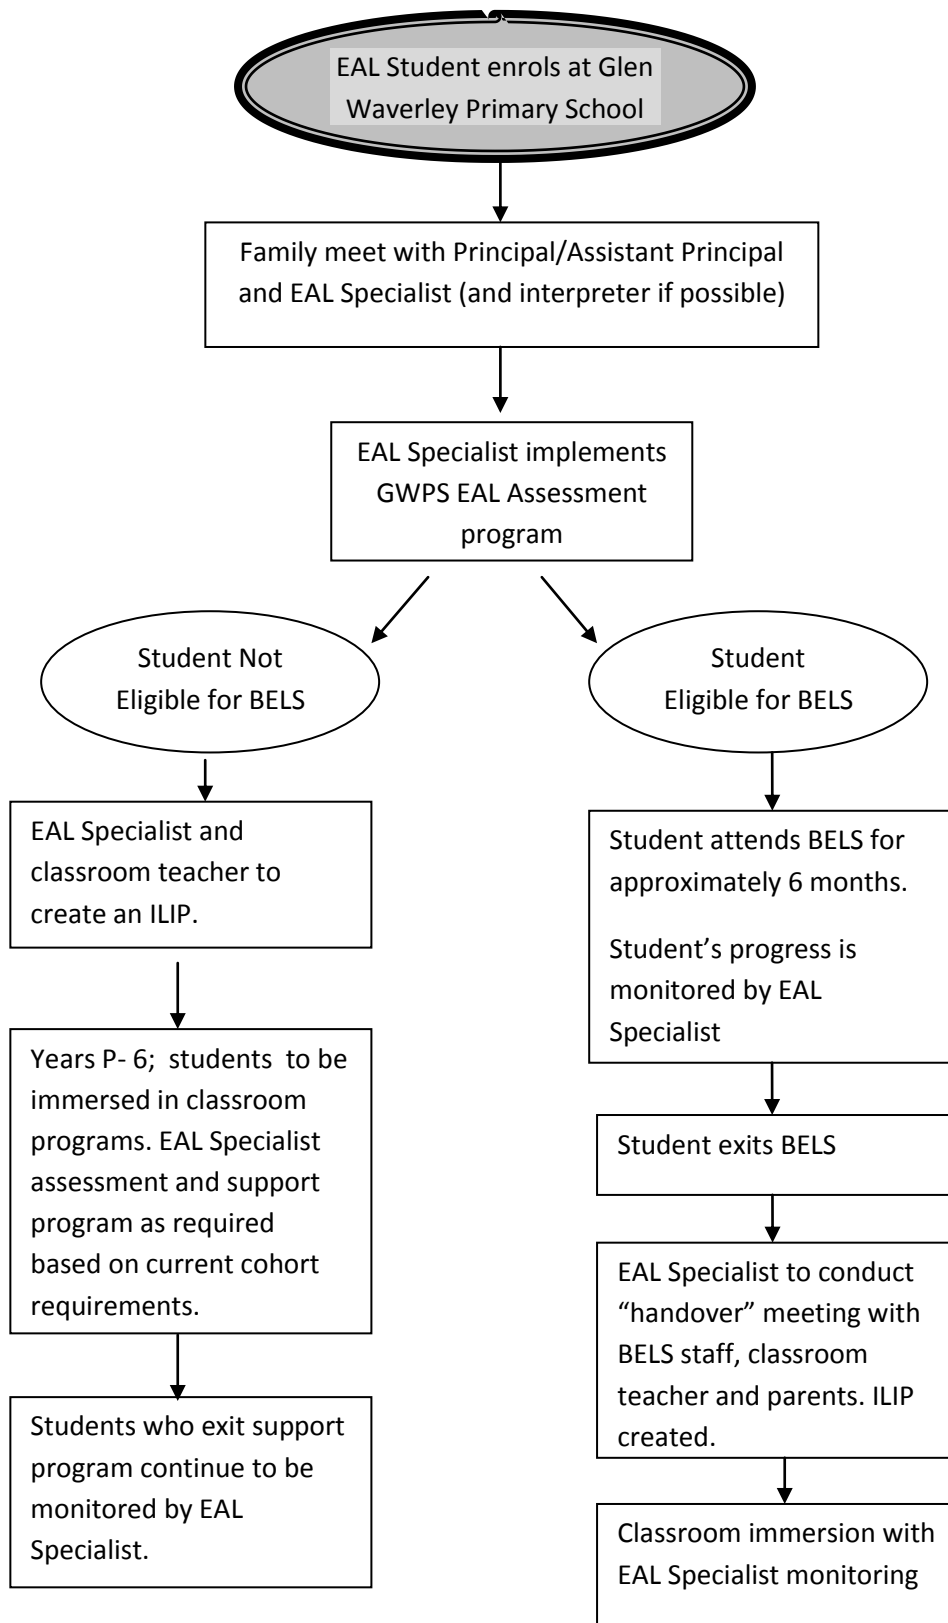 EAL Student enrols at Glen
Waverley Primary School
Family meet with Principal/Assistant Principal
and EAL Specialist (and interpreter if possible)
EAL Specialist implements
GWPS EAL Assessment
program
Student Not
Eligible for BELS
EAL Specialist and
classroom teacher to
create an ILIP.
Years P- 6;  students  to be
immersed in classroom
programs. EAL Specialist
assessment and support
program as required
based on current cohort
requirements.
Students who exit support
program continue to be
monitored by EAL
Specialist.
Student
Eligible for BELS
Student attends BELS for
approximately 6 months.
Student’s progress is
monitored by EAL
Specialist
Student exits BELS
EAL Specialist to conduct
“handover” meeting with
BELS staff, classroom
teacher and parents. ILIP
created.
Classroom immersion with
EAL Specialist monitoring